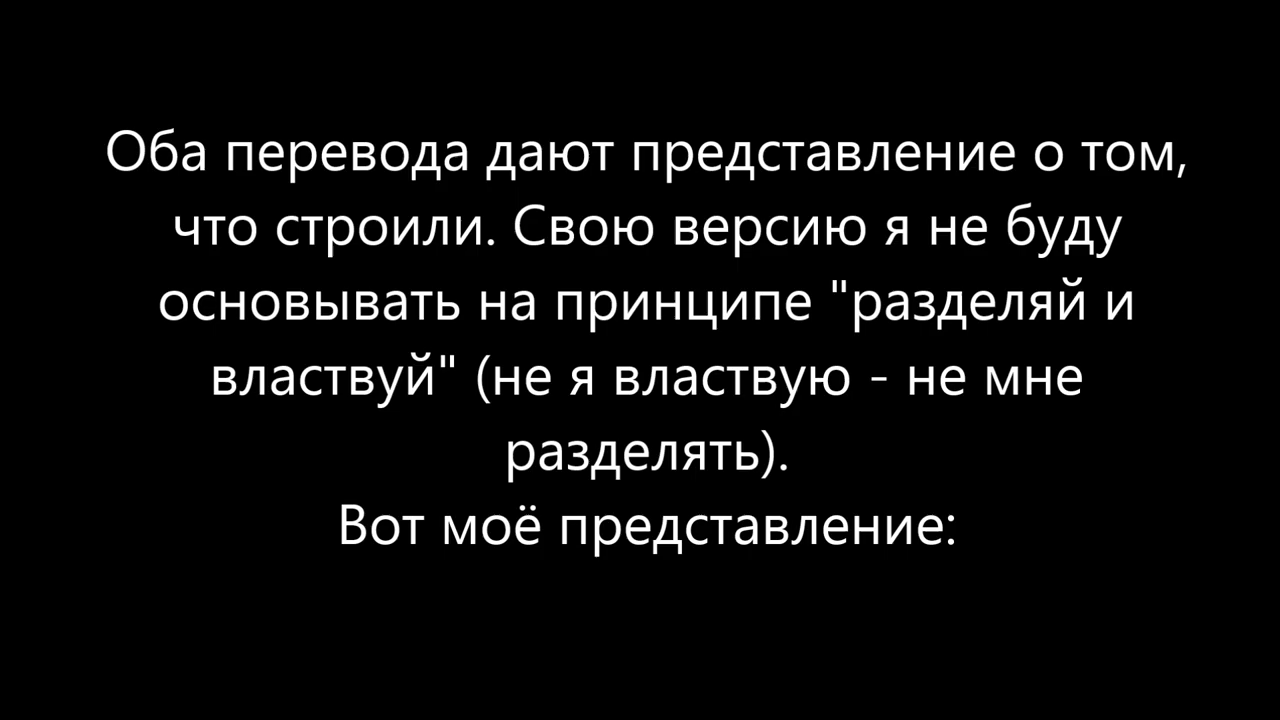 Оба перевода дают представление о том,
что строили. Свою версию я не буду
основывать на принципе "разделяй и
властвуй" (не я властвую - не мне
разделять).
Вот моё представление: